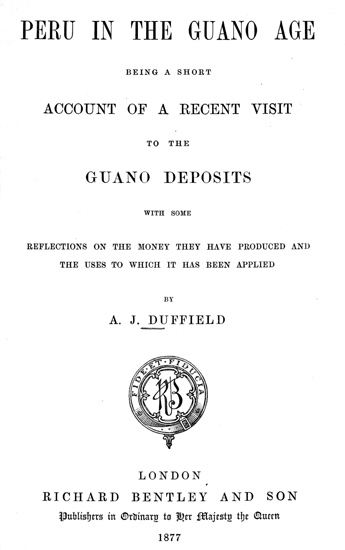 PERU IN THE GUANO AGE
BEING A SHORT
ACCOUNT OF A RECENT VISIT
TO THE
GUANO DEPOSITS
WITH SOME
REFLECTIONS ON THE MONEY THEY HAVE PRODUCED AND
THE USES TO WHICH IT HAS BEEN APPLIED
BY
A. J. DUFFIELD
FIDE·ET·FIDUCIA
RB
LONDON
RICHARD BENTLEY AND SON
Publishers in Ordinary to Her Majesty the Queen
1877